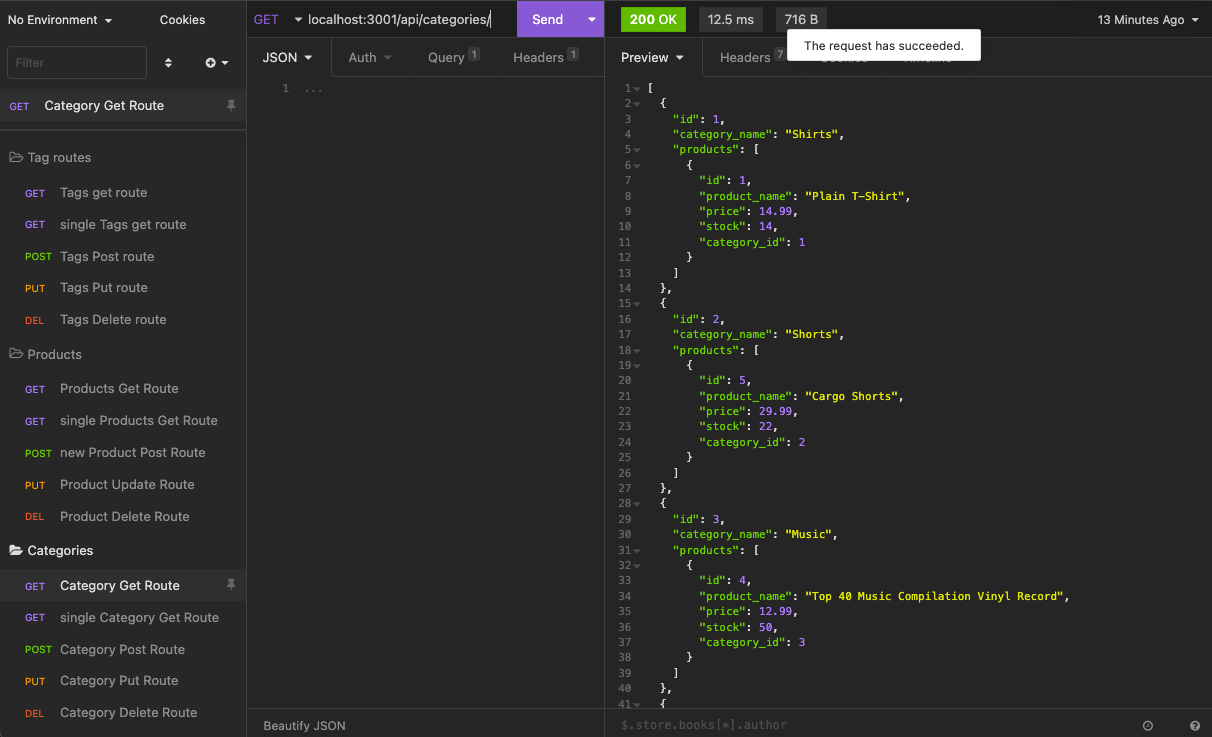 No Environment
Cookies
GET localhost:3001/api/categories/
Send
200 OK
12.5 ms
716 B
13 Minutes Ago
The request has succeeded.
Filter
JSON
Auth
Query 1
Headers 1
Preview
Headers 7
GET Category Get Route
Tag routes
GET Tags get route
GET single Tags get route
POST Tags Post route
PUT Tags Put route
DEL Tags Delete route
Products
GET Products Get Route
GET single Products Get Route
POST new Product Post Route
PUT Product Update Route
DEL Product Delete Route
Categories
GET Category Get Route
GET single Category Get Route
POST Category Post Route
PUT Category Put Route
DEL Category Delete Route
1 ...
Beautify JSON
1 [
2 {
3 "id": 1,
4 "category_name": "Shirts",
5 "products": [
6 {
7 "id": 1,
8 "product_name": "Plain T-Shirt",
9 "price": 14.99,
10 "stock": 14,
11 "category_id": 1
12 }
13 ]
14 },
15 {
16 "id": 2,
17 "category_name": "Shorts",
18 "products": [
19 {
20 "id": 5,
21 "product_name": "Cargo Shorts",
22 "price": 29.99,
23 "stock": 22,
24 "category_id": 2
25 }
26 ]
27 },
28 {
29 "id": 3,
30 "category_name": "Music",
31 "products": [
32 {
33 "id": 4,
34 "product_name": "Top 40 Music Compilation Vinyl Record",
35 "price": 12.99,
36 "stock": 50,
37 "category_id": 3
38 }
39 ]
40 },
41 {
$.store.books[*].author